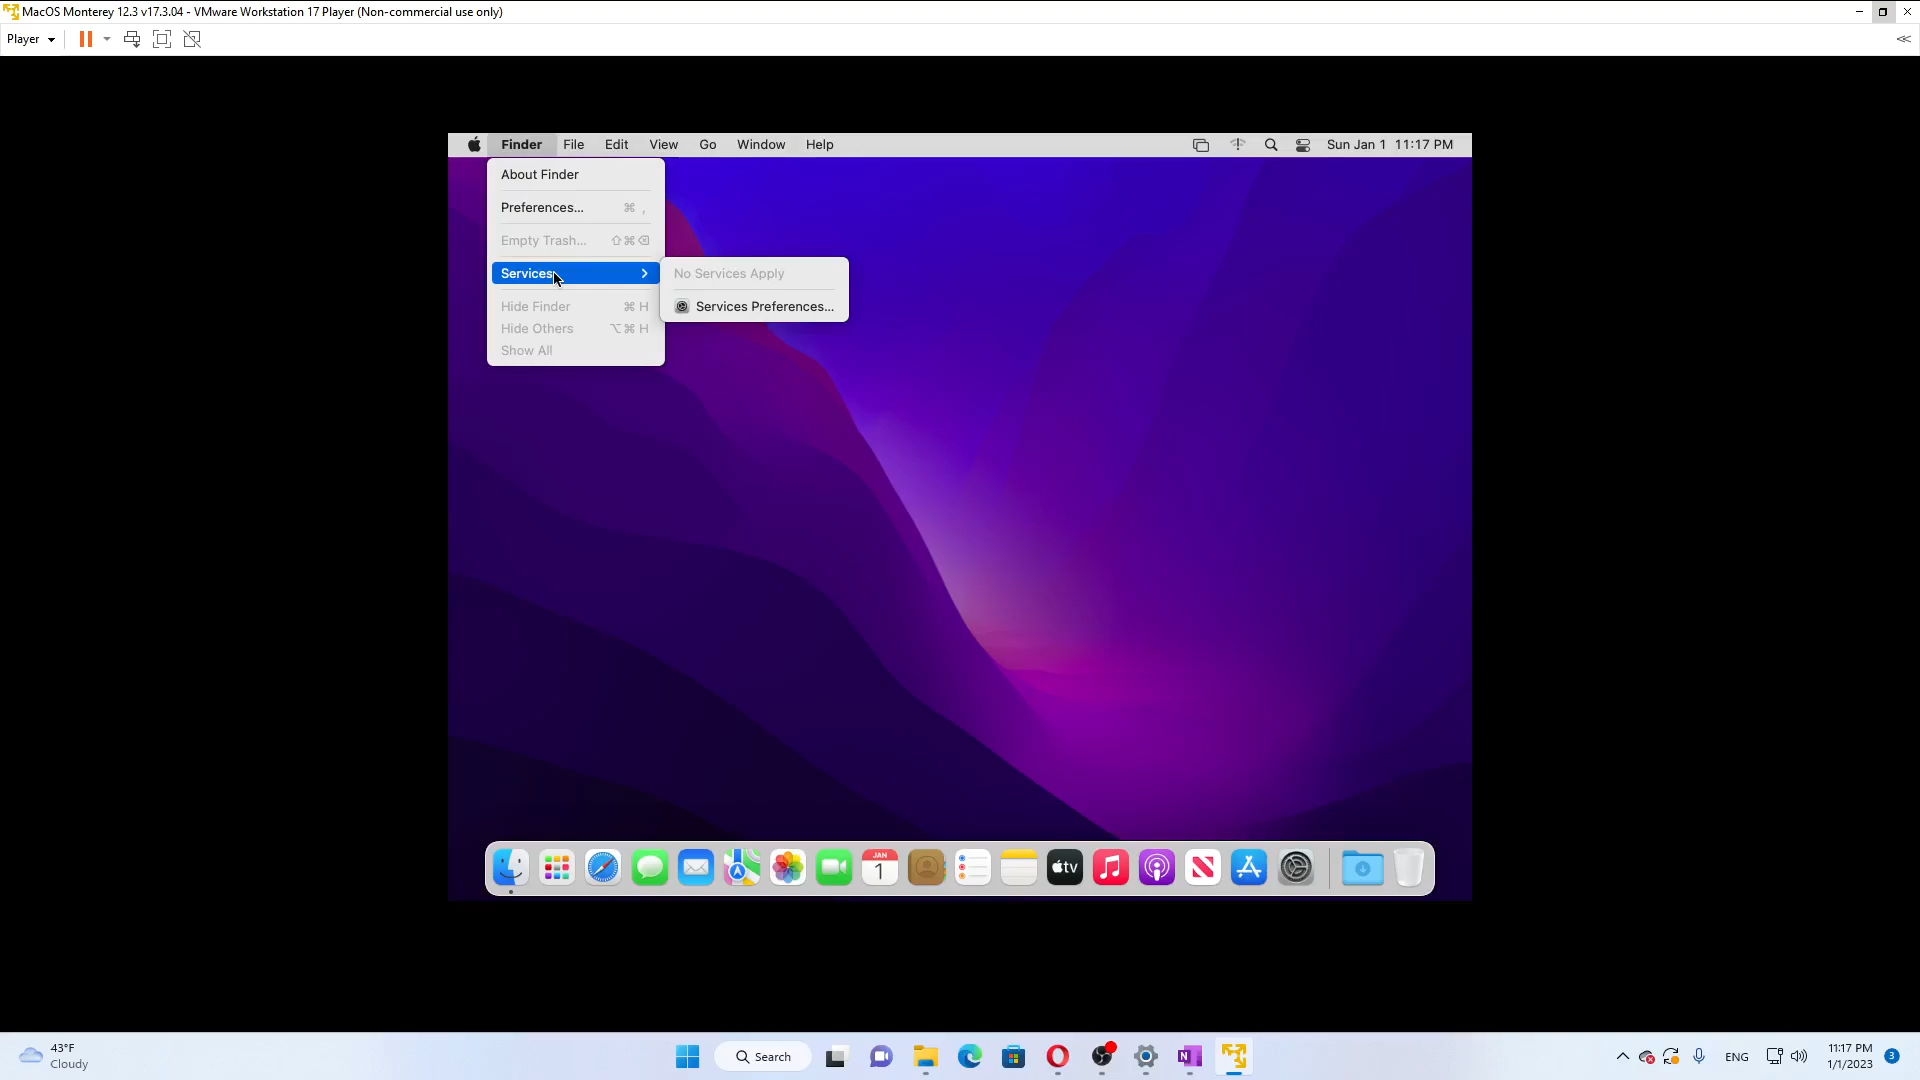 MacOS Monterey 12.3 v17.3.04 - VMware Workstation 17 Player (Non-commercial use only)
Player
Finder File Edit View Go Window Help Sun Jan 1 11:17 PM
About Finder
Preferences... ⌘ ,
Empty Trash... ⇧⌘⌫
Services No Services Apply
Hide Finder ⌘ H Services Preferences...
Hide Others ⌥⌘ H
Show All
JAN
1
tv
43°F
Cloudy
Search
N
ENG
11:17 PM
1/1/2023
3